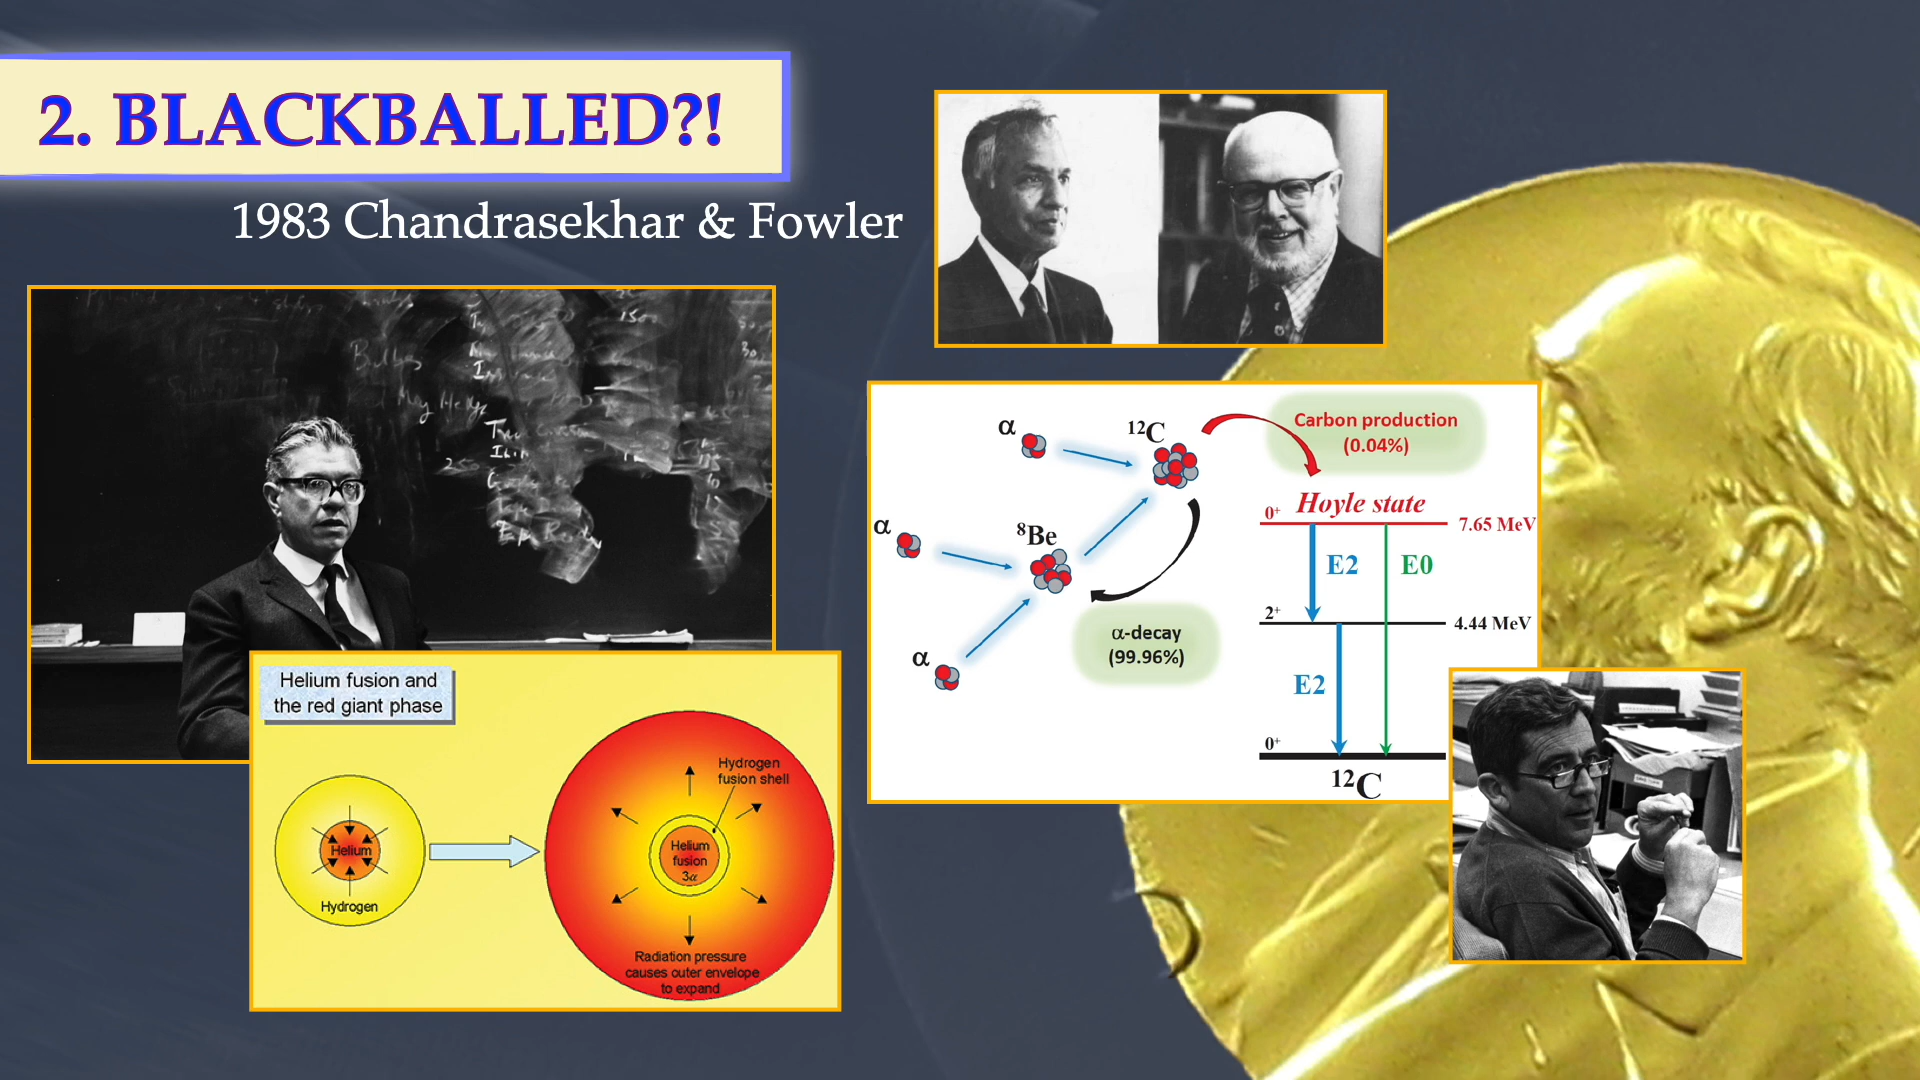 2. BLACKBALLED?!
1983 Chandrasekhar & Fowler
Helium fusion and
the red giant phase
Helium
Hydrogen
Hydrogen
fusion shell
Helium
fusion
3α
Radiation pressure
causes outer envelope
to expand
α
¹²C
Carbon production
(0.04%)
α
⁸Be
α
α-decay
(99.96%)
0⁺ Hoyle state
7.65 MeV
E2 E0
2⁺ 4.44 MeV
E2
0⁺
¹²C